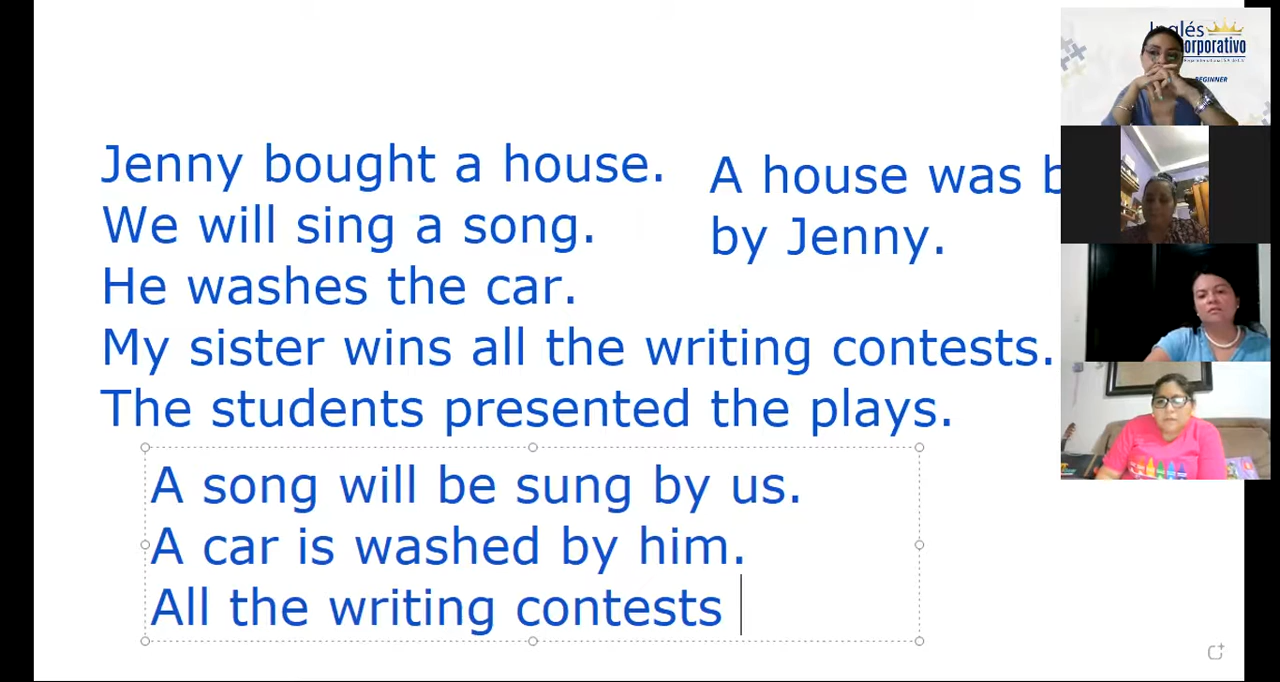 Jenny bought a house.
We will sing a song.
He washes the car.
My sister wins all the writing contests.
The students presented the plays.
A house was
by Jenny.
A song will be sung by us.
A car is washed by him.
All the writing contests
Inglés
orporativo
BEGINNER